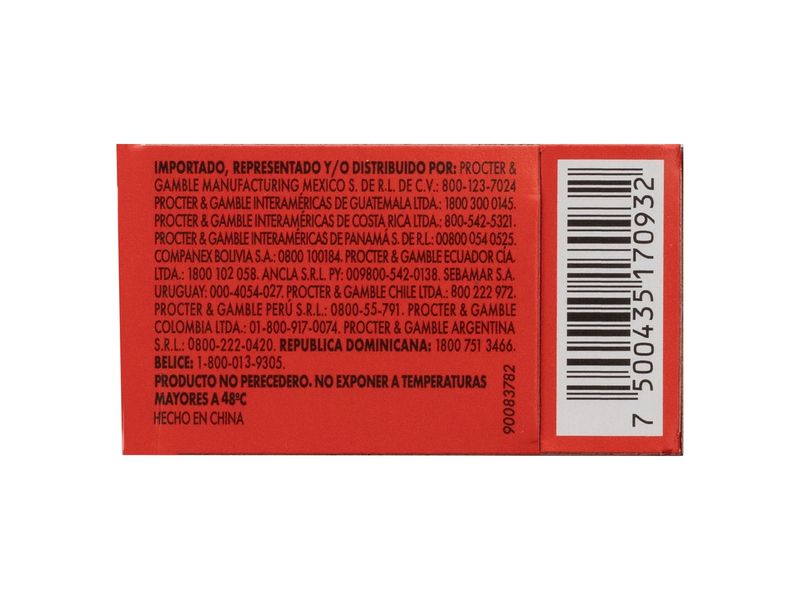 IMPORTADO, REPRESENTADO Y/O DISTRIBUIDO POR: PROCTER &
GAMBLE MANUFACTURING MEXICO S. DE R.L. DE C.V.: 800-123-7024
PROCTER & GAMBLE INTERAMÉRICAS DE GUATEMALA LTDA.: 1800 300 0145.
PROCTER & GAMBLE INTERAMÉRICAS DE COSTA RICA LTDA.: 800-542-5321.
PROCTER & GAMBLE INTERAMÉRICAS DE PANAMÁ S. DE R.L.: 00800 054 0525.
COMPANEX BOLIVIA S.A.: 0800 100184. PROCTER & GAMBLE ECUADOR CÍA.
LTDA.: 1800 102 058. ANCLA S.R.L. PY: 009800-542-0138. SEBAMAR S.A.
URUGUAY: 000-4054-027. PROCTER & GAMBLE CHILE LTDA.: 800 222 972.
PROCTER & GAMBLE PERÚ S.R.L.: 0800-55-791. PROCTER & GAMBLE
COLOMBIA LTDA.: 01-800-917-0074. PROCTER & GAMBLE ARGENTINA
S.R.L.: 0800-222-0420. REPUBLICA DOMINICANA: 1800 751 3466.
BELICE: 1-800-013-9305.
PRODUCTO NO PERECEDERO. NO EXPONER A TEMPERATURAS
MAYORES A 48ºC
HECHO EN CHINA
90083782
7 500435 170932